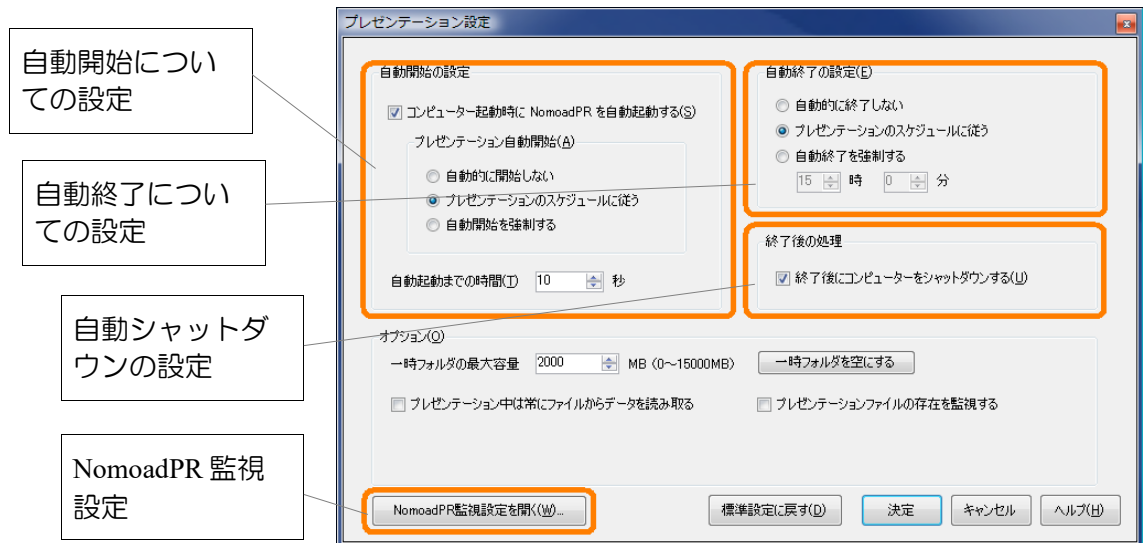 自動開始につい
ての設定
自動終了につい
ての設定
自動シャットダ
ウンの設定
NomoadPR 監視
設定
プレゼンテーション設定
自動開始の設定
コンピューター起動時に NomoadPR を自動起動する(S)
プレゼンテーション自動開始(A)
自動的に開始しない
プレゼンテーションのスケジュールに従う
自動開始を強制する
自動起動までの時間(T) 10 秒
自動終了の設定(E)
自動的に終了しない
プレゼンテーションのスケジュールに従う
自動終了を強制する
15 時 0 分
終了後の処理
終了後にコンピューターをシャットダウンする(U)
オプション(O)
一時フォルダの最大容量 2000 MB (0~15000MB) 一時フォルダを空にする
プレゼンテーション中は常にファイルからデータを読み取る プレゼンテーションファイルの存在を監視する
NomoadPR監視設定を開く(W)... 標準設定に戻す(D) 決定 キャンセル ヘルプ(H)